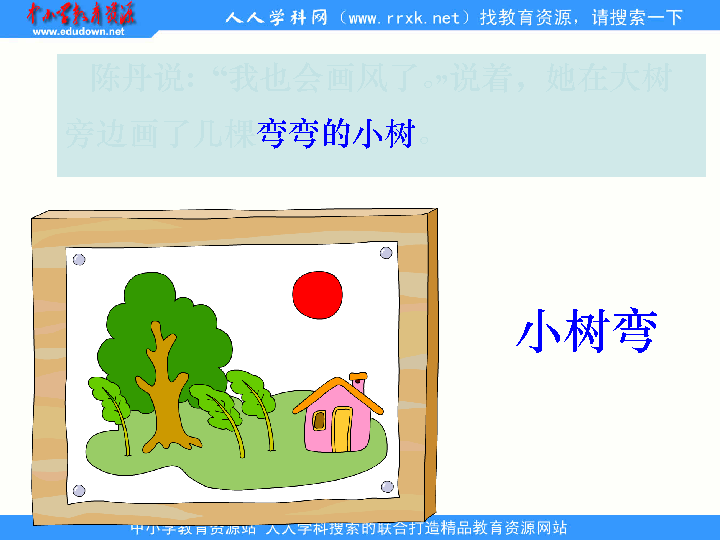 中小学教育资源
www.edudown.net
人人学科网（www.rrxk.net）找教育资源，请搜索一下
陈丹说：“我也会画风了。”说着，她在大树
旁边画了几棵弯弯的小树。
小树弯
中小学教育资源站 人人学科搜索的联合打造精品教育资源网站